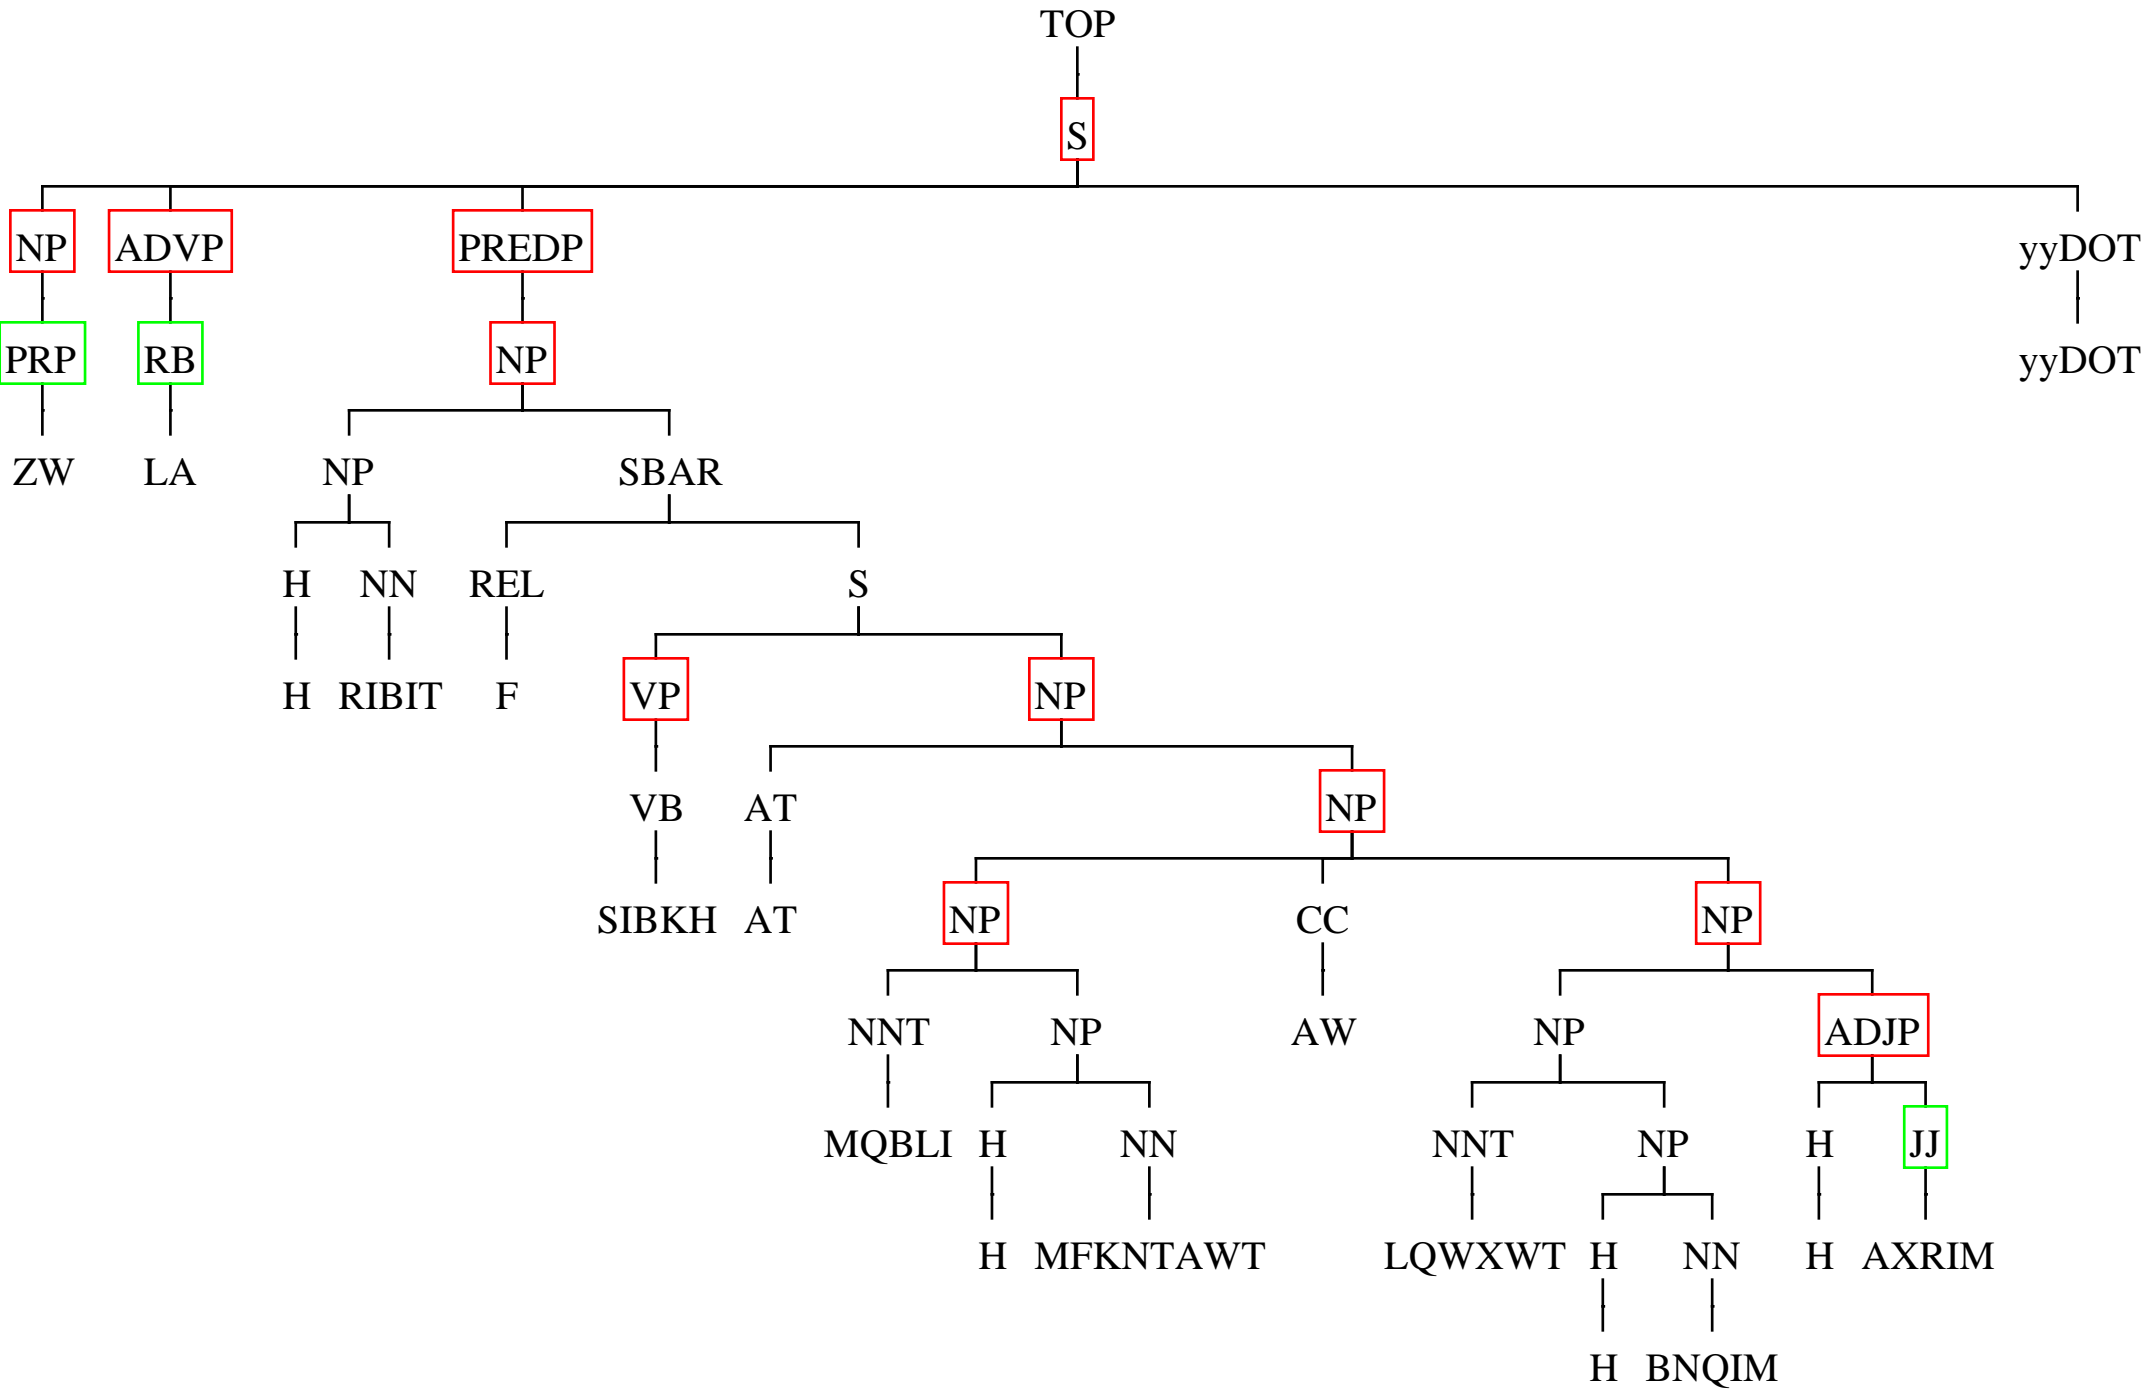 TOP
S
NP ADVP PREDP yyDOT
PRP RB NP yyDOT
ZW LA NP SBAR
H NN REL S
H RIBIT F VP NP
VB AT NP
SIBKH AT NP CC NP
NNT NP AW NP ADJP
MQBLI H NN NNT NP H JJ
H MFKNTAWT LQWXWT H NN H AXRIM
H BNQIM